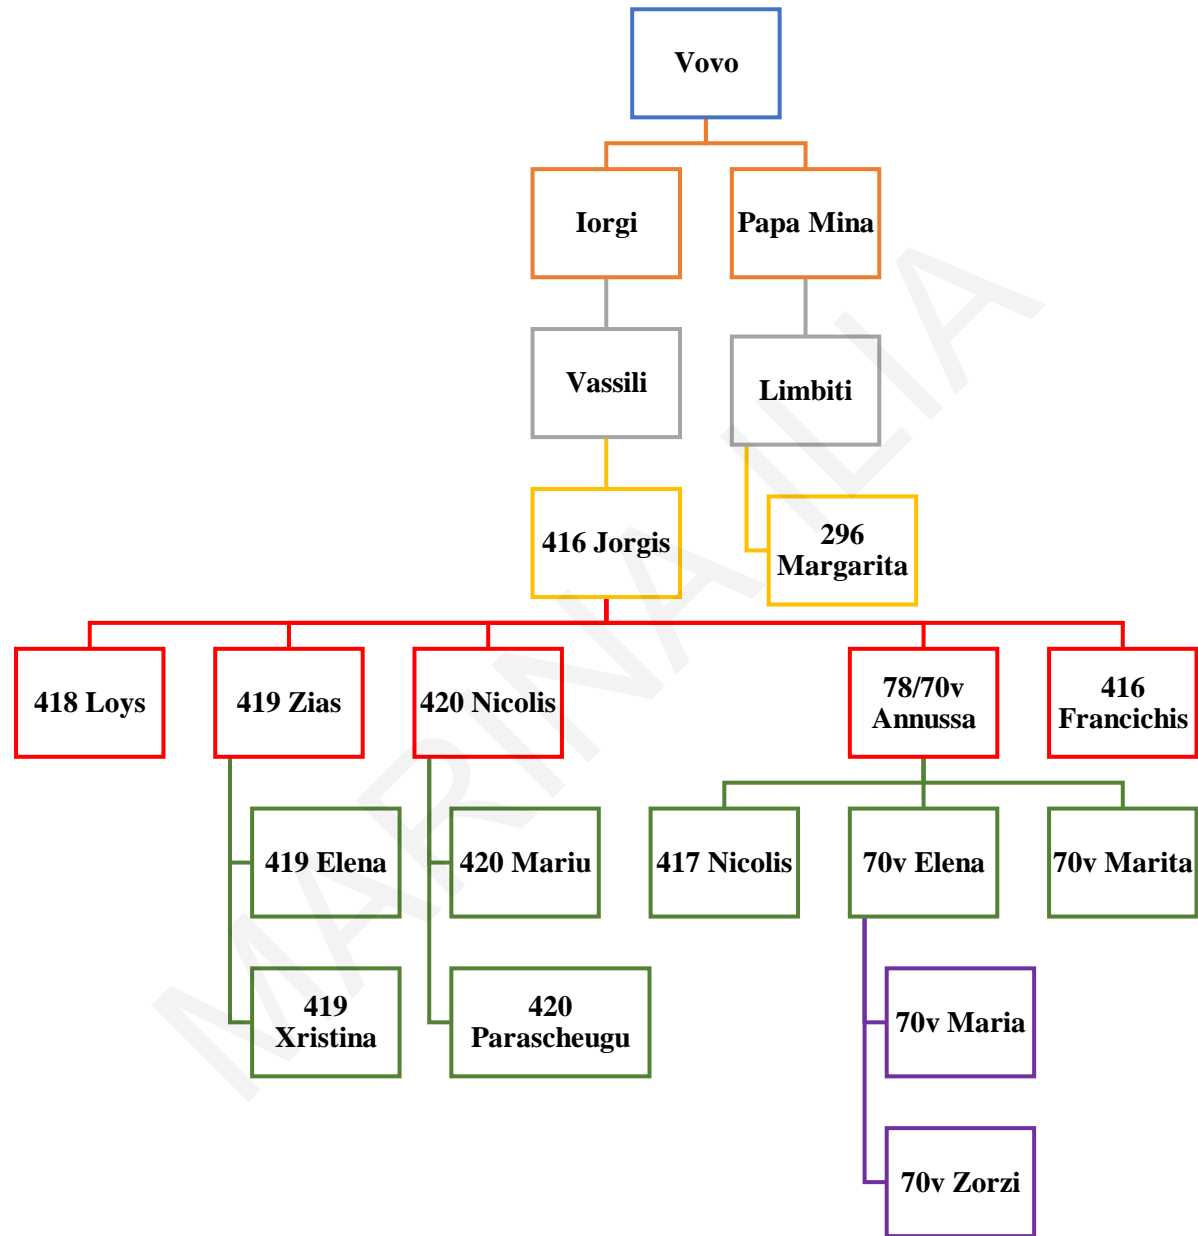 Vovo
Iorgi
Papa Mina
Vassili
Limbiti
416 Jorgis
296
Margarita
418 Loys
419 Zias
420 Nicolis
78/70v
Annussa
416
Francichis
419 Elena
420 Mariu
417 Nicolis
70v Elena
70v Marita
419
Xristina
420
Parascheugu
70v Maria
70v Zorzi
MARINA ILIA